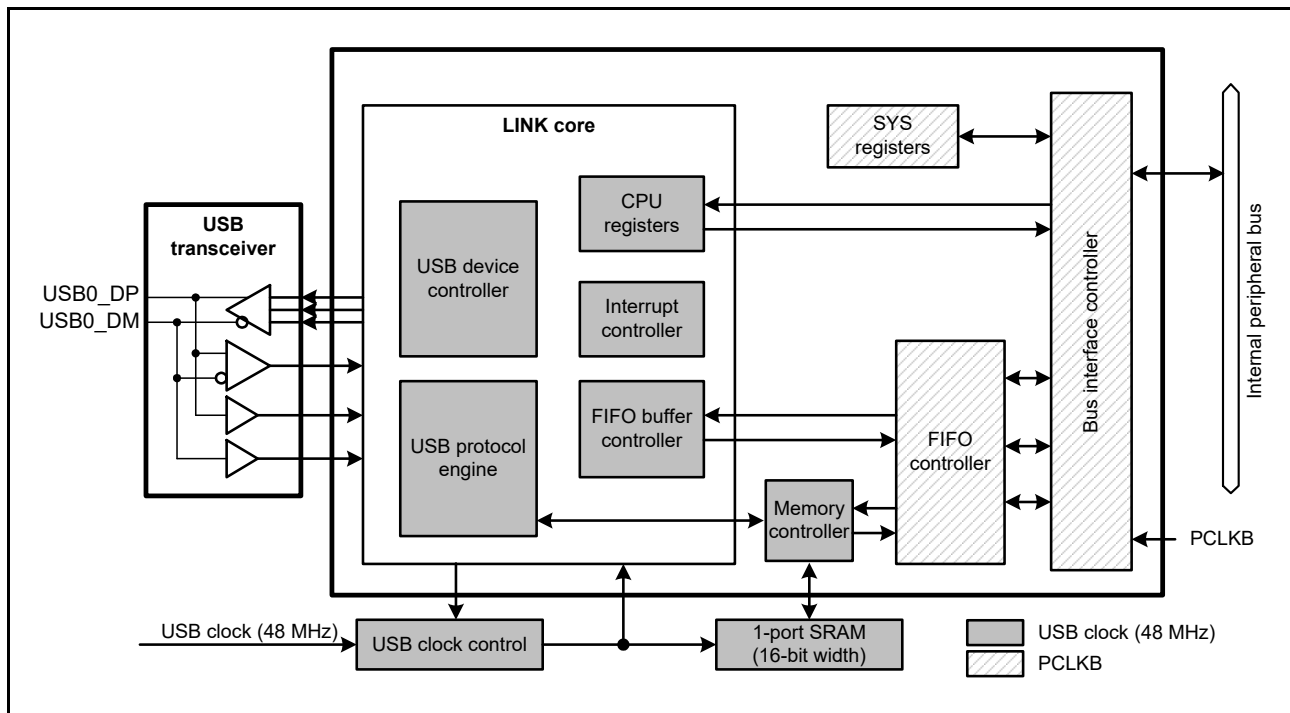 LINK core
SYS
registers
CPU
registers
USB
transceiver
USB device
controller
Interrupt
controller
USB0_DP
USB0_DM
Bus interface controller
Internal peripheral bus
FIFO buffer
controller
USB protocol
engine
FIFO
controller
Memory
controller
PCLKB
USB clock (48 MHz)
USB clock control
1-port SRAM
(16-bit width)
USB clock (48 MHz)
PCLKB